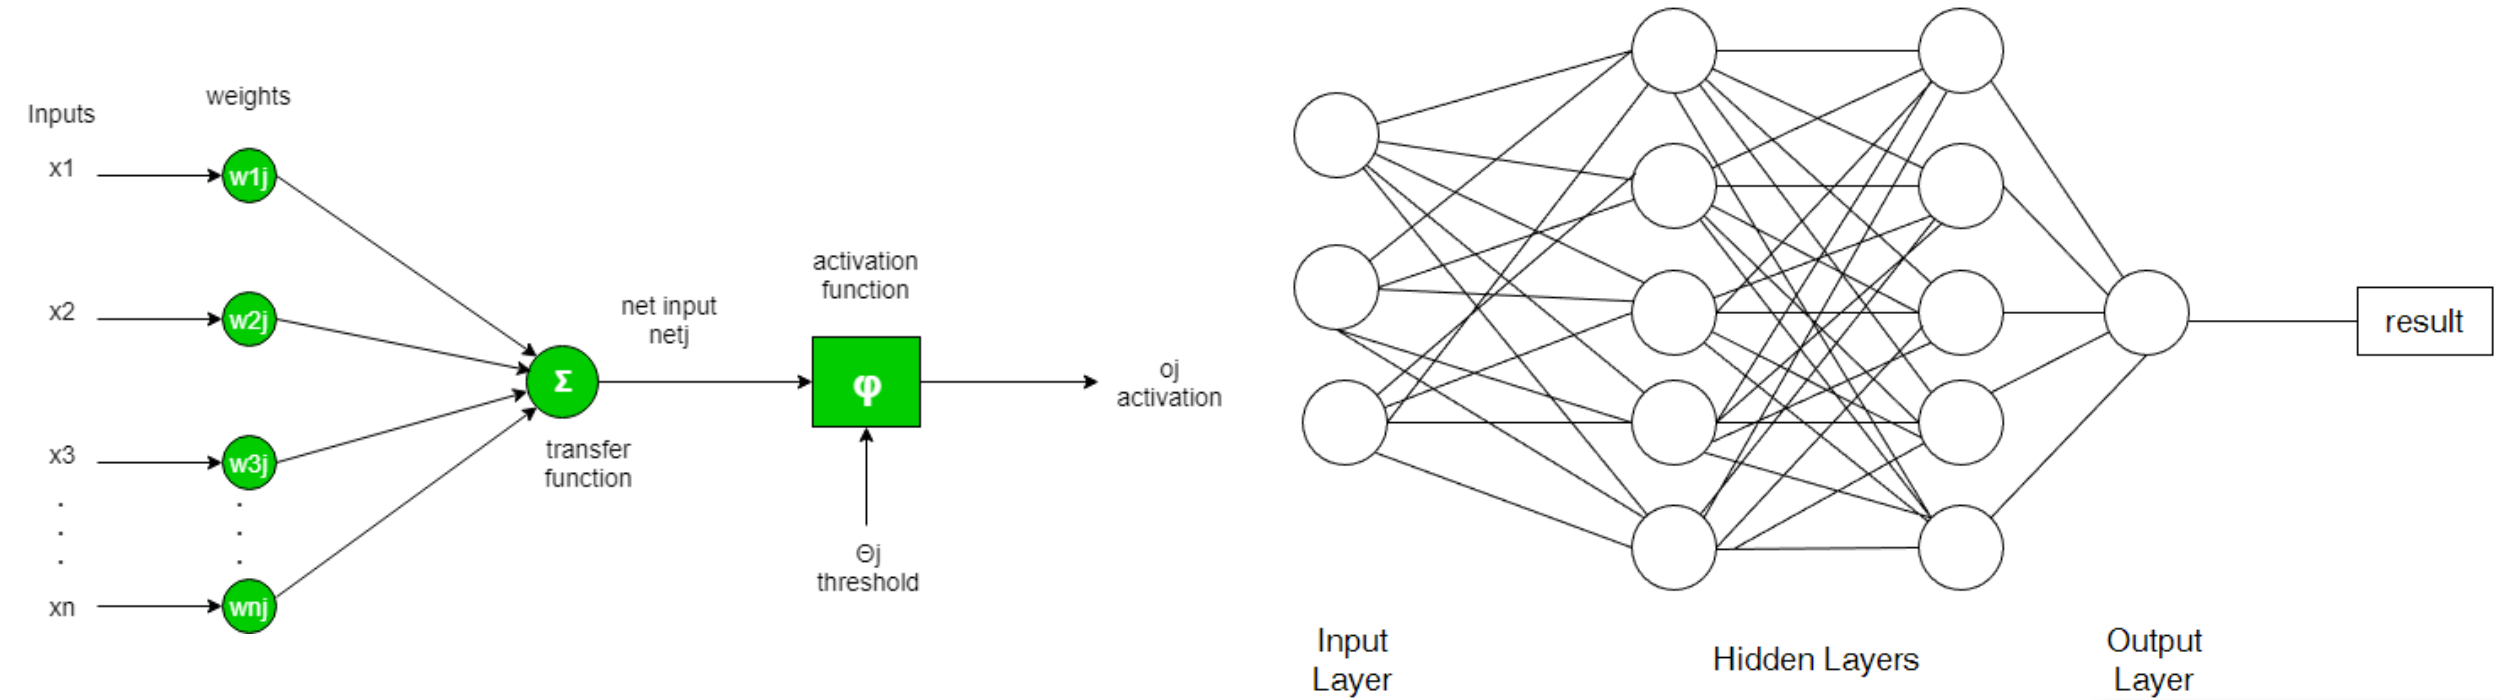 Inputs
weights
x1
w1j
x2
w2j
x3
w3j
.
.
.
.
.
.
xn
wnj
Σ
transfer
function
net input
netj
activation
function
φ
Θj
threshold
oj
activation
Input
Layer
Hidden Layers
Output
Layer
result